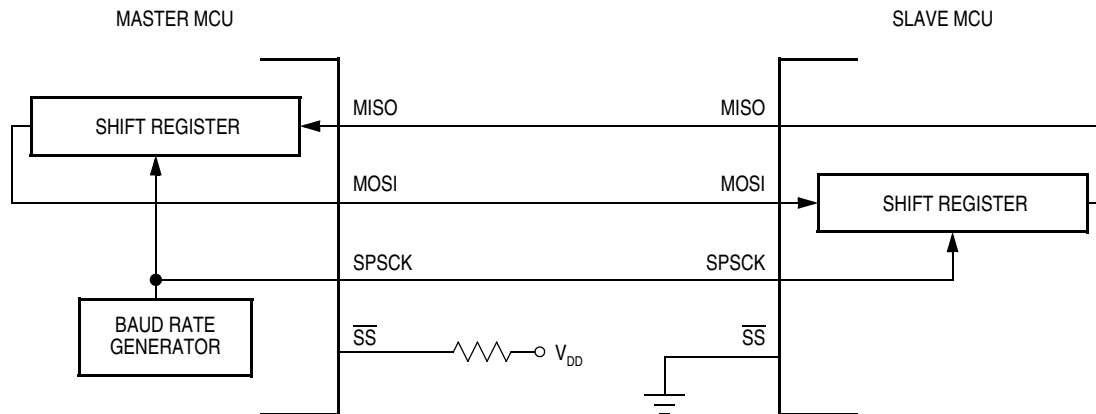 MASTER MCU
SLAVE MCU
SHIFT REGISTER
MISO
MISO
MOSI
MOSI
SHIFT REGISTER
SPSCK
SPSCK
BAUD RATE
GENERATOR
SS
VDD
SS